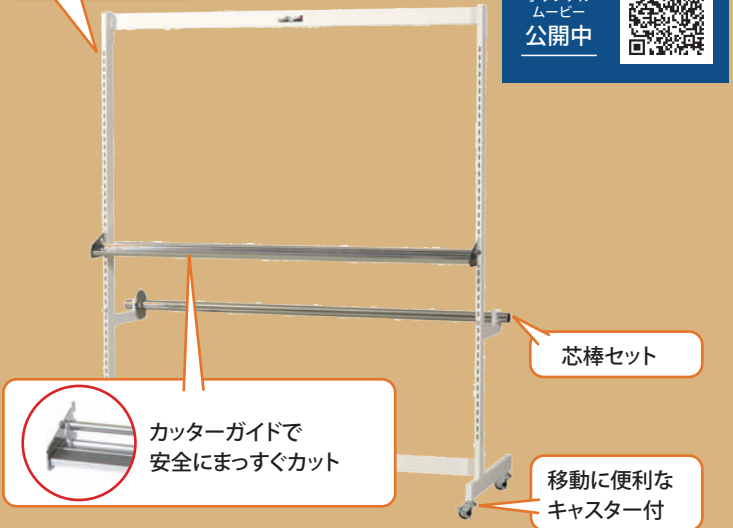 ムービー
公開中
芯棒セット
カッターガイドで
安全にまっすぐカット
移動に便利な
キャスター付